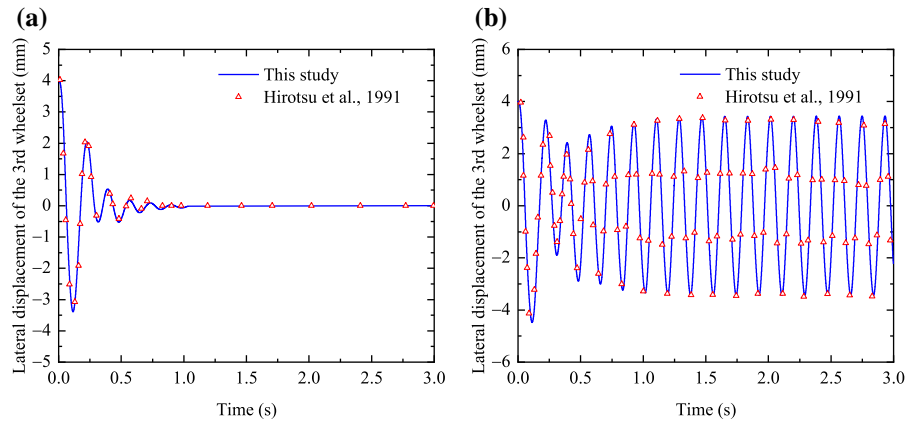 (a)
Lateral displacement of the 3rd wheelset (mm)
5
4
3
2
1
0
−1
−2
−3
−4
−5
This study
Hirotsu et al., 1991
0.0 0.5 1.0 1.5 2.0 2.5 3.0
Time (s)
(b)
Lateral displacement of the 3rd wheelset (mm)
6
4
2
0
−2
−4
−6
This study
Hirotsu et al., 1991
0.0 0.5 1.0 1.5 2.0 2.5 3.0
Time (s)